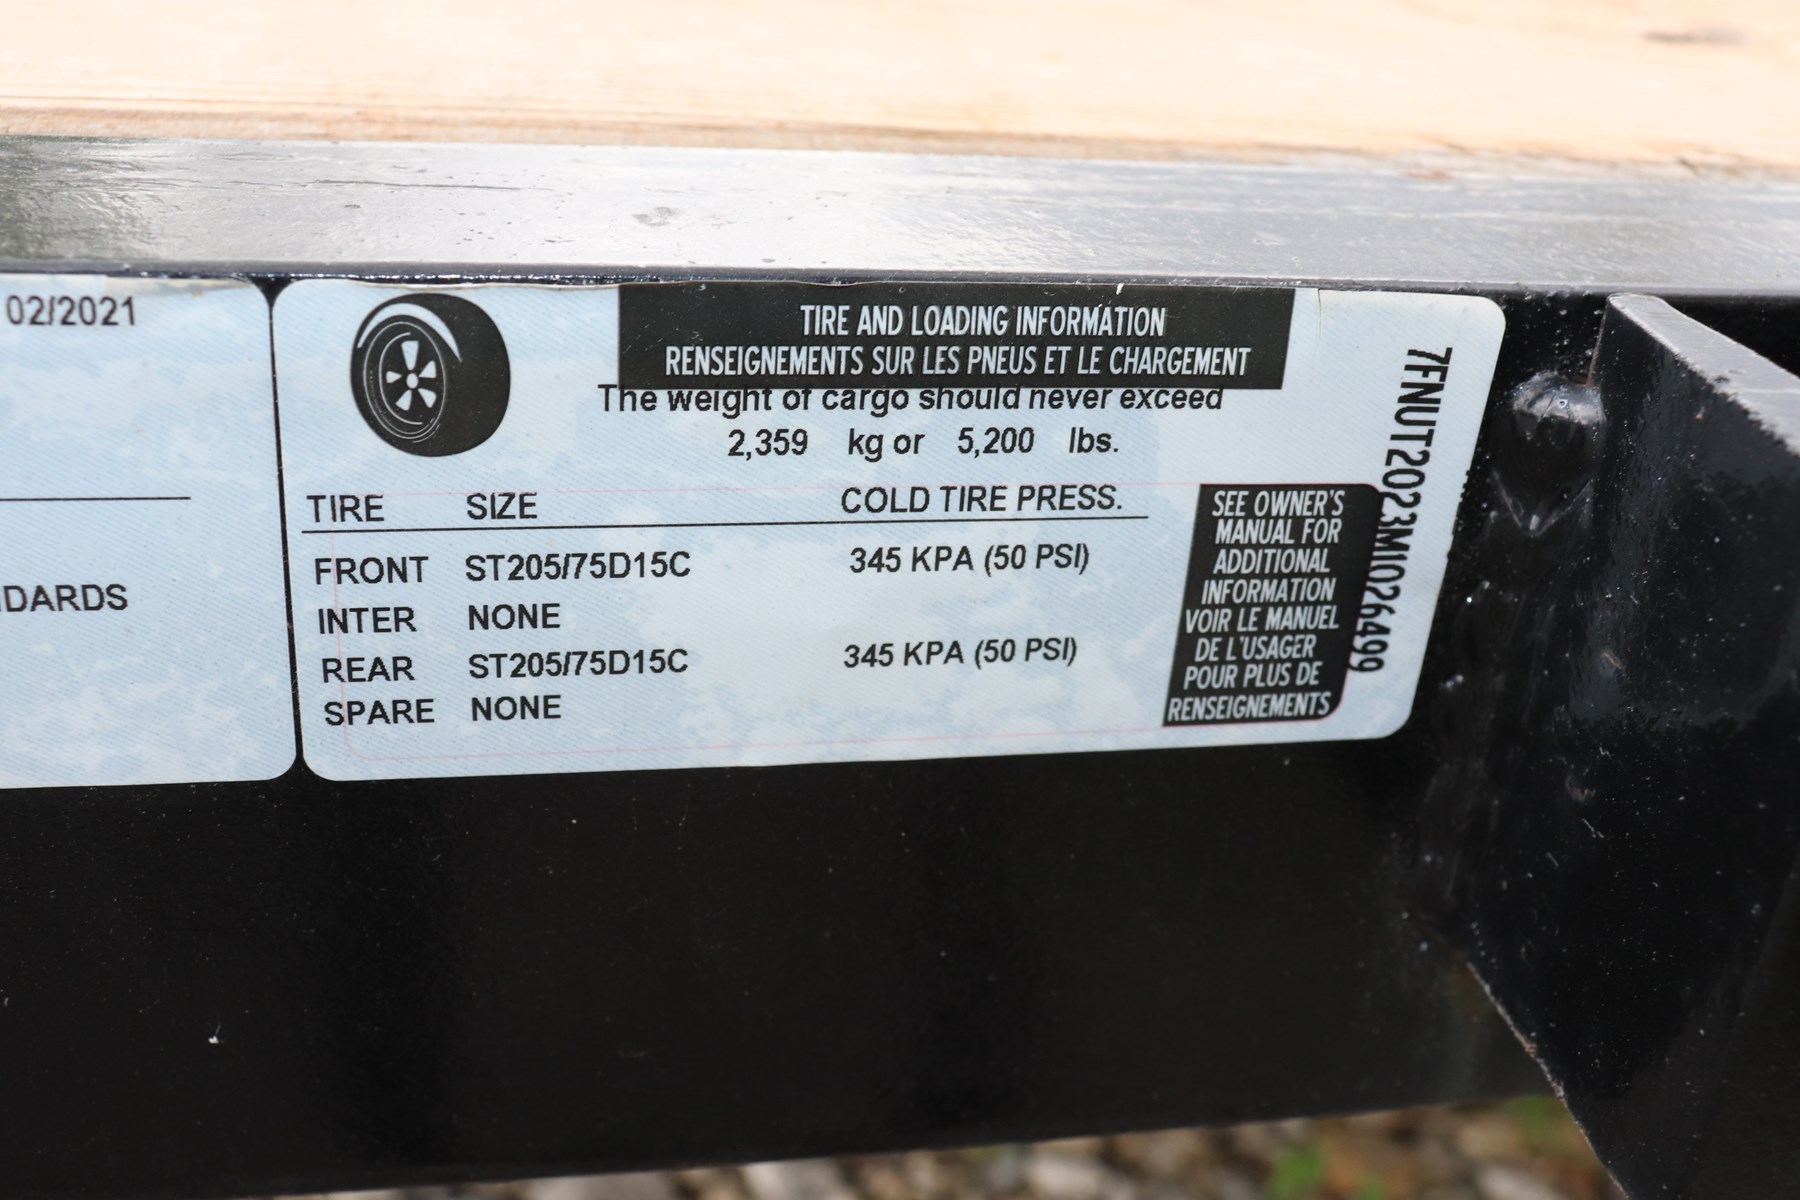 02/2021
DARDS
TIRE AND LOADING INFORMATION
RENSEIGNEMENTS SUR LES PNEUS ET LE CHARGEMENT
The weight of cargo should never exceed
2,359 kg or 5,200 lbs.
TIRE SIZE COLD TIRE PRESS.
FRONT ST205/75D15C 345 KPA (50 PSI)
INTER NONE
REAR ST205/75D15C 345 KPA (50 PSI)
SPARE NONE
SEE OWNER'S
MANUAL FOR
ADDITIONAL
INFORMATION
VOIR LE MANUEL
DE L'USAGER
POUR PLUS DE
RENSEIGNEMENTS
7FNUT2023M1026499